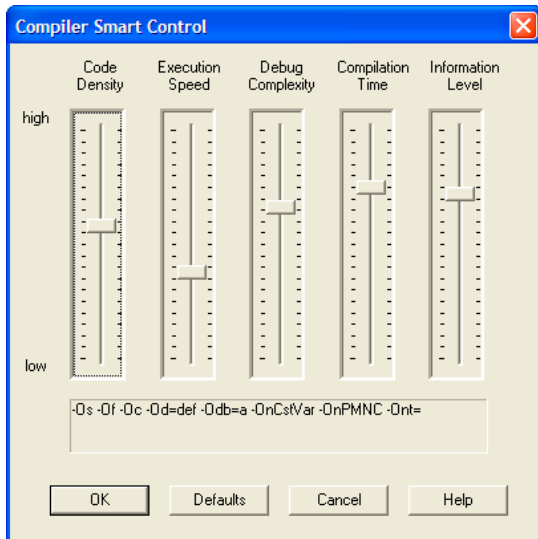 Compiler Smart Control
Code Density
Execution Speed
Debug Complexity
Compilation Time
Information Level
high
low
-Os -Of -Oc -Od=def -Odb=a -OnCstVar -OnPMNC -Ont=
OK
Defaults
Cancel
Help